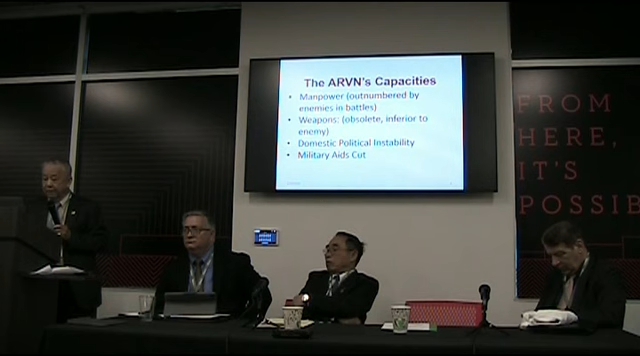 The ARVN's Capacities
• Manpower (outnumbered by
enemies in battles)
• Weapons: (obsolete, inferior to
enemy)
• Domestic Political Instability
• Military Aids Cut
FROM
HERE,
IT'S
POSSIB